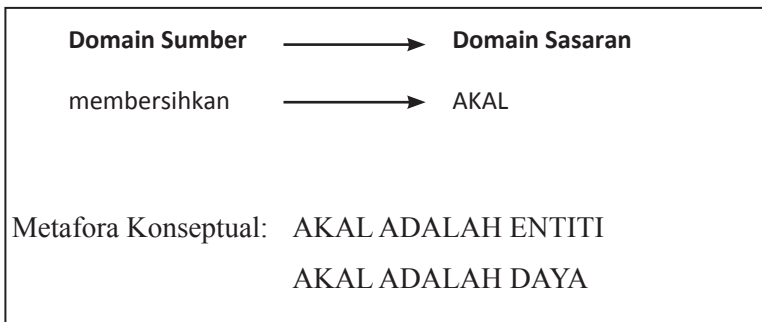 Domain Sumber Domain Sasaran
membersihkan AKAL
Metafora Konseptual: AKAL ADALAH ENTITI
AKAL ADALAH DAYA